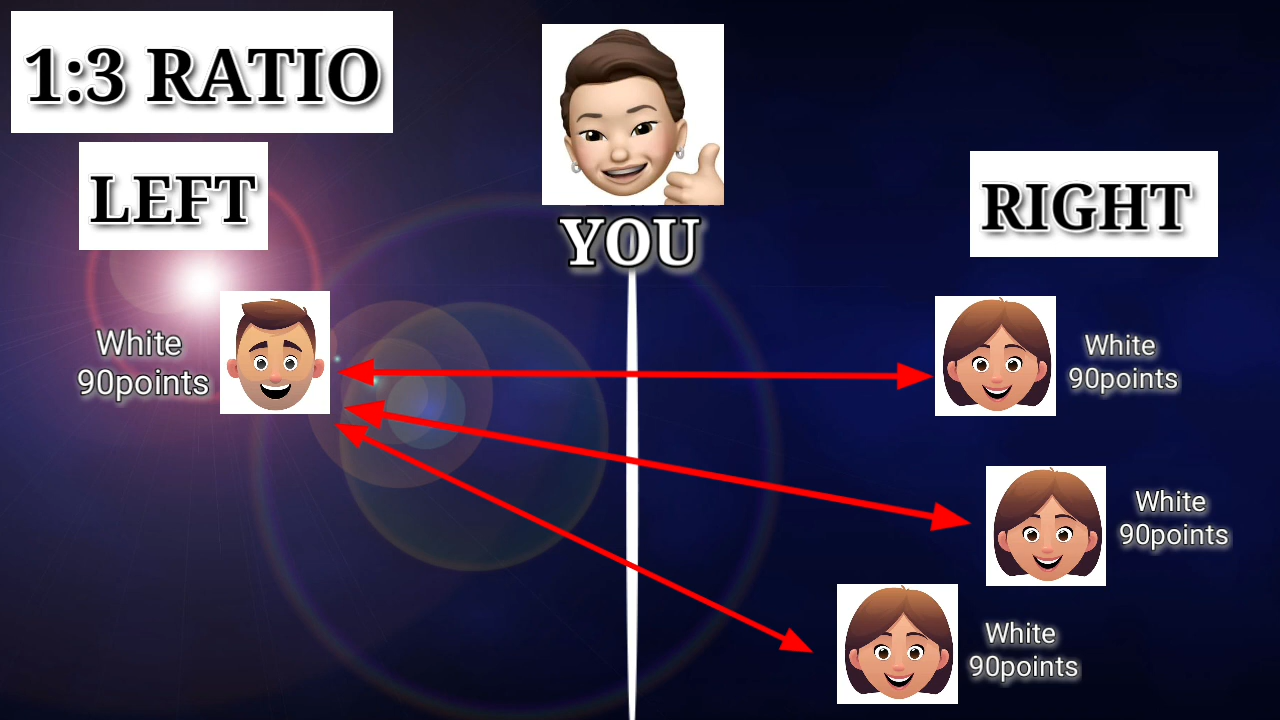 1:3 RATIO
LEFT
YOU
RIGHT
White
90points
White
90points
White
90points
White
90points